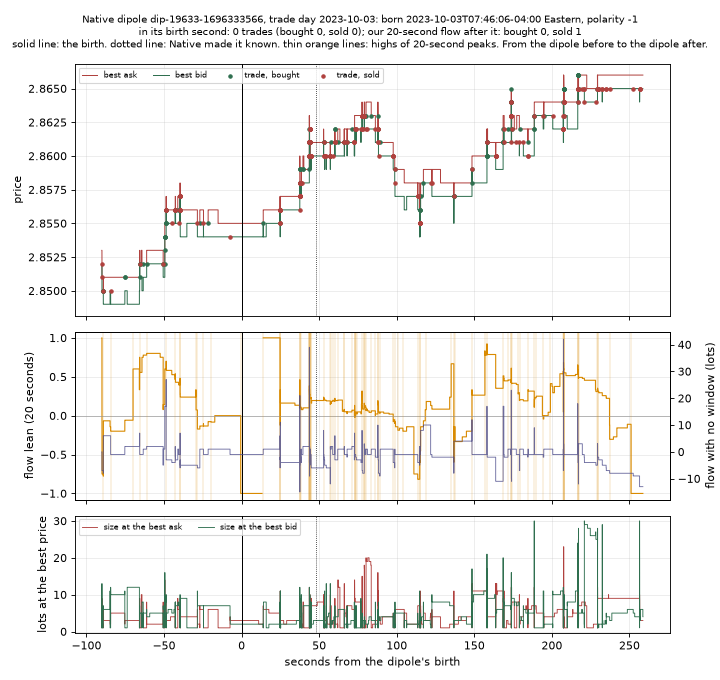 Native dipole dip-19633-1696333566, trade day 2023-10-03: born 2023-10-03T07:46:06-04:00 Eastern, polarity -1
in its birth second: 0 trades (bought 0, sold 0); our 20-second flow after it: bought 0, sold 1
solid line: the birth. dotted line: Native made it known. thin orange lines: highs of 20-second peaks. From the dipole before to the dipole after.
best ask
best bid
trade, bought
trade, sold
2.8650
2.8625
2.8600
2.8575
2.8550
2.8525
2.8500
price
1.0
0.5
0.0
−0.5
−1.0
flow lean (20 seconds)
40
30
20
10
0
−10
flow with no window (lots)
size at the best ask
size at the best bid
30
20
10
0
lots at the best price
−100
−50
0
50
100
150
200
250
seconds from the dipole's birth